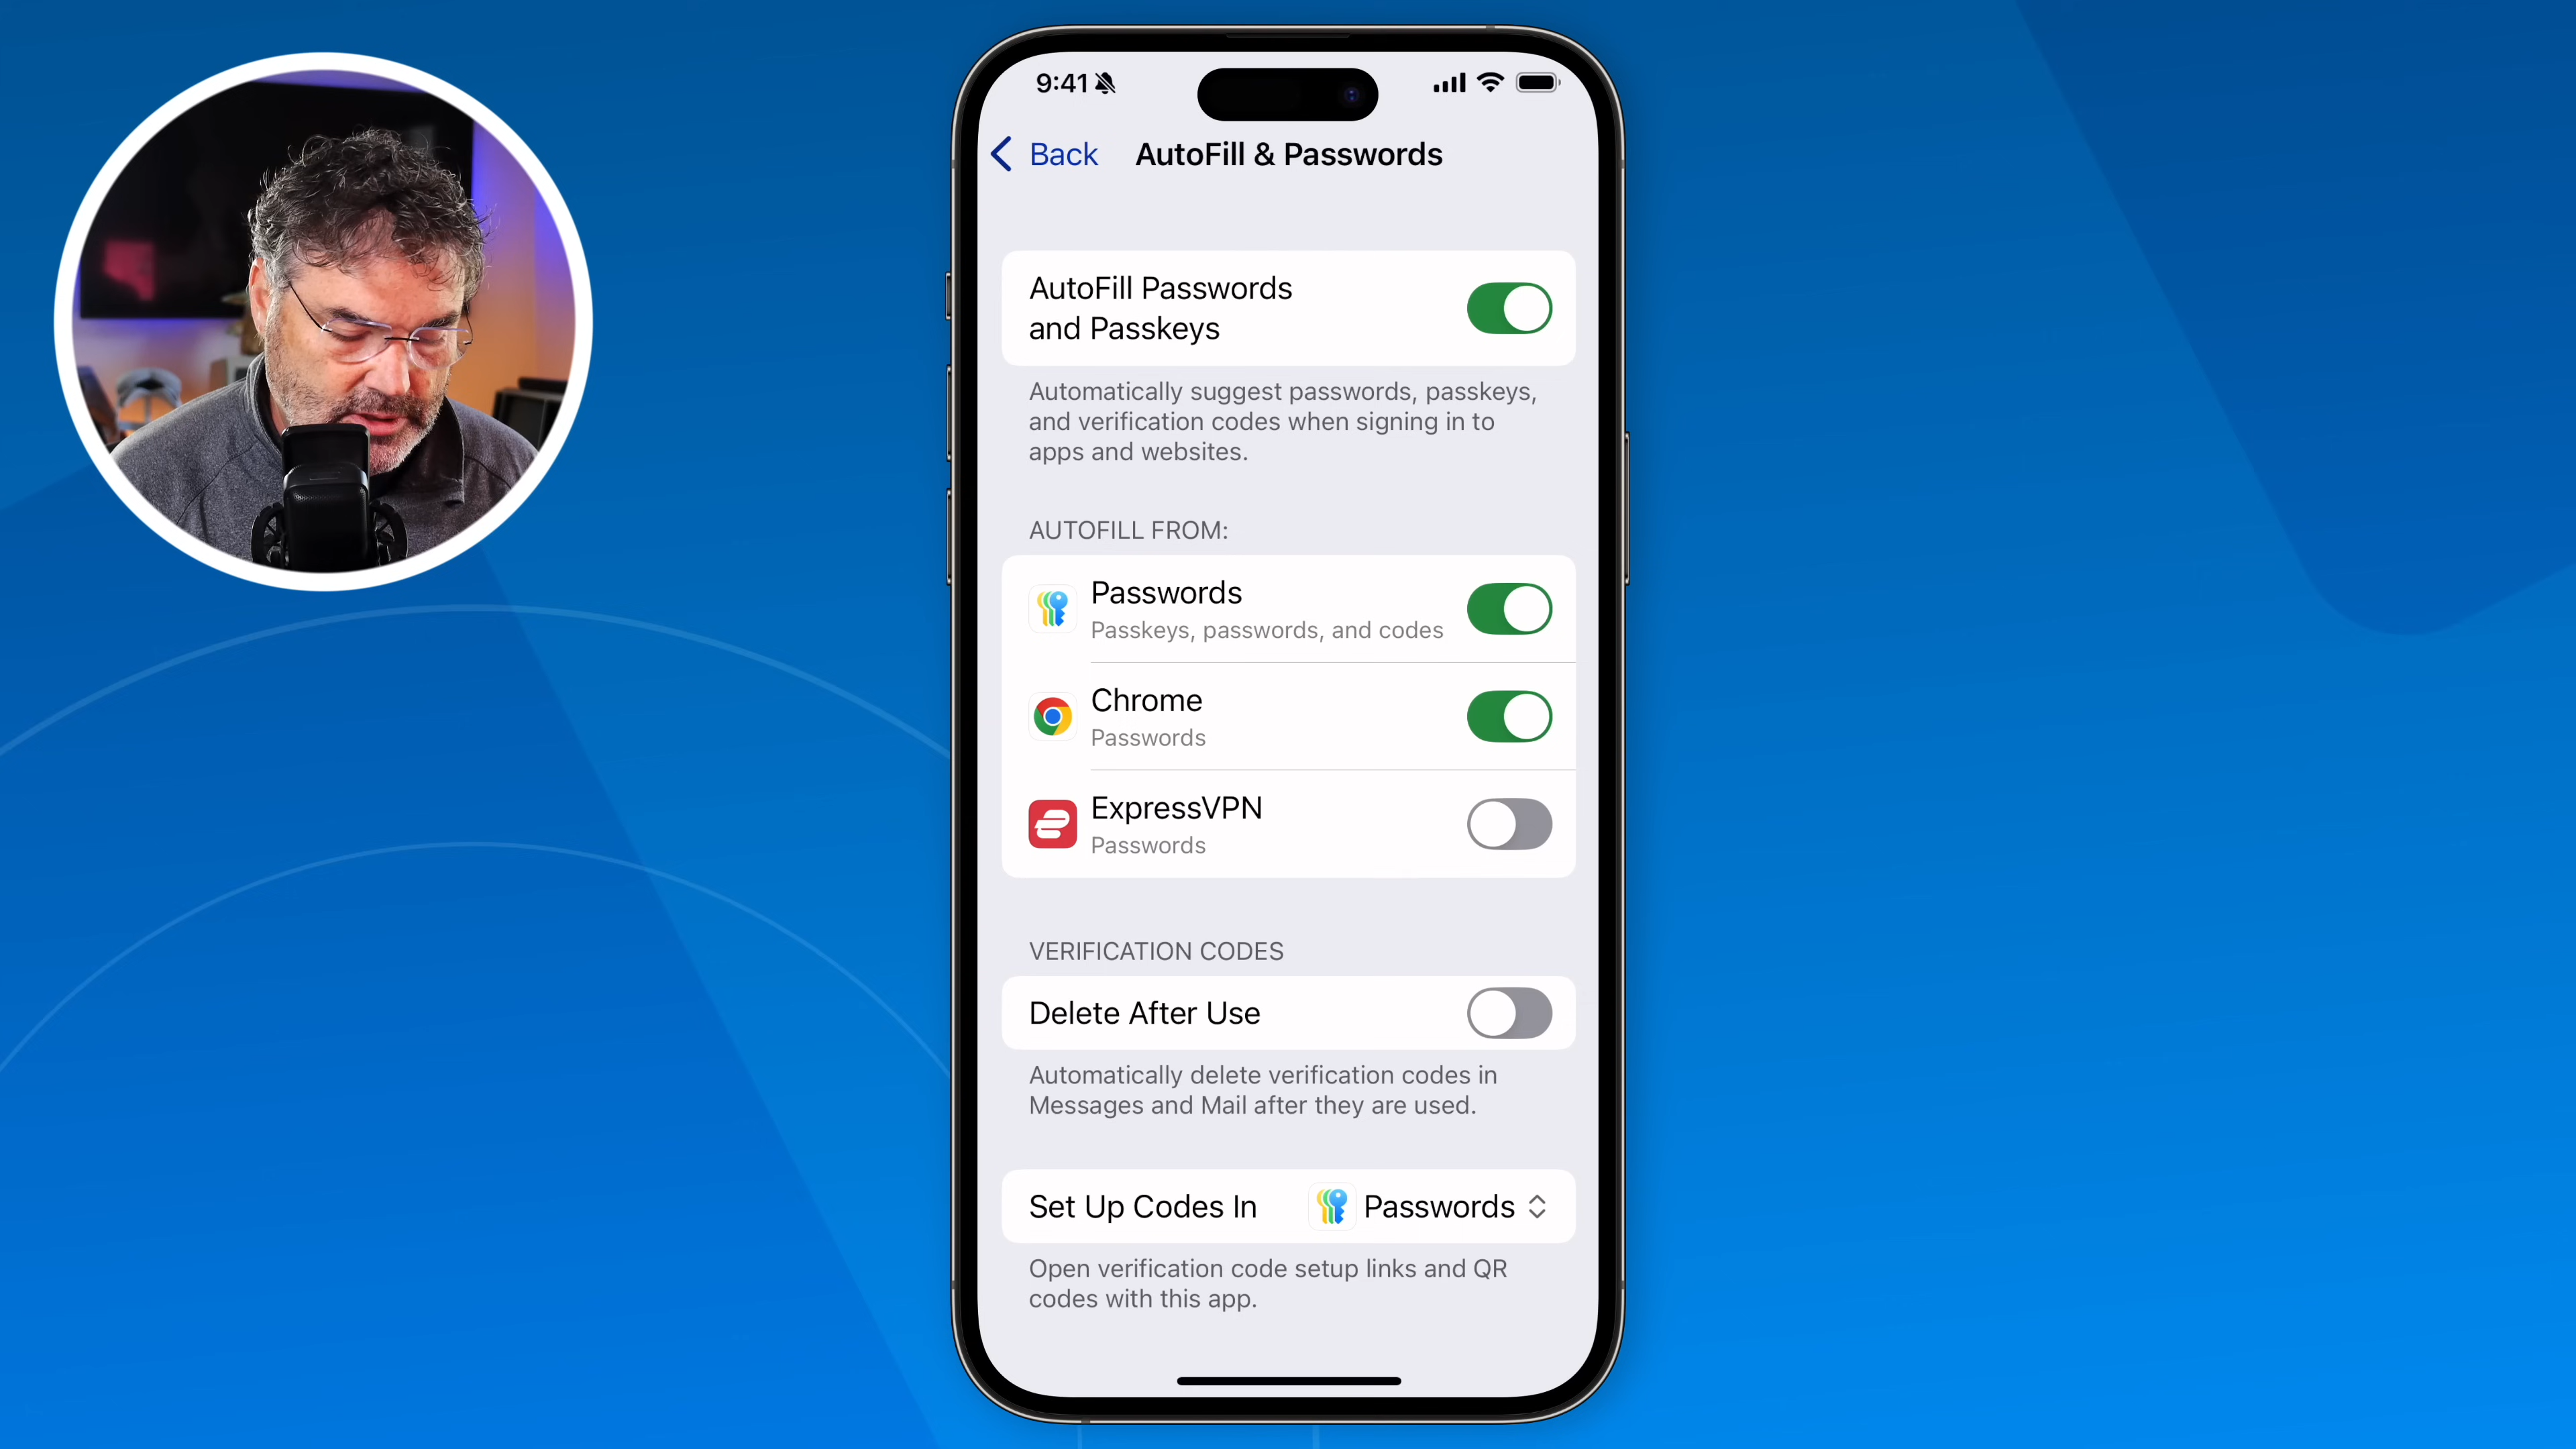 9:41
Back
AutoFill & Passwords
AutoFill Passwords
and Passkeys
Automatically suggest passwords, passkeys,
and verification codes when signing in to
apps and websites.
AUTOFILL FROM:
Passwords
Passkeys, passwords, and codes
Chrome
Passwords
ExpressVPN
Passwords
VERIFICATION CODES
Delete After Use
Automatically delete verification codes in
Messages and Mail after they are used.
Set Up Codes In Passwords
Open verification code setup links and QR
codes with this app.